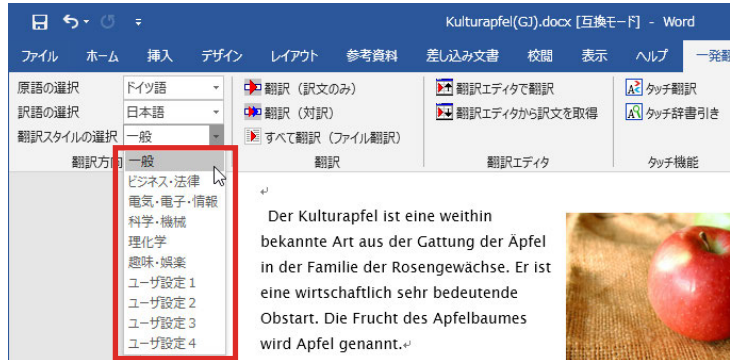 Kulturapfel(GJ).docx [互換モード] - Word
ファイル ホーム 挿入 デザイン レイアウト 参考資料 差し込み文書 校閲 表示 ヘルプ 一発翻
原語の選択 ドイツ語
訳語の選択 日本語
翻訳スタイルの選択 一般
翻訳方向
翻訳（訳文のみ）
翻訳（対訳）
すべて翻訳（ファイル翻訳）
翻訳
翻訳エディタで翻訳
翻訳エディタから訳文を取得
翻訳エディタ
タッチ翻訳
タッチ辞書引き
タッチ機能
一般
ビジネス・法律
電気・電子・情報
科学・機械
理化学
趣味・娯楽
ユーザ設定１
ユーザ設定２
ユーザ設定３
ユーザ設定４
Der Kulturapfel ist eine weithin
bekannte Art aus der Gattung der Äpfel
in der Familie der Rosengewächse. Er ist
eine wirtschaftlich sehr bedeutende
Obstart. Die Frucht des Apfelbaumes
wird Apfel genannt.